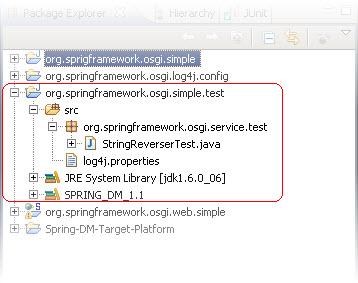 Package Explorer Hierarchy JUnit
org.sprigframework.osgi.simple
org.springframework.osgi.log4j.config
org.springframework.osgi.simple.test
src
org.springframework.osgi.service.test
StringReverserTest.java
log4j.properties
JRE System Library [jdk1.6.0_06]
SPRING_DM_1.1
org.springframework.osgi.web.simple
Spring-DM-Target-Platform